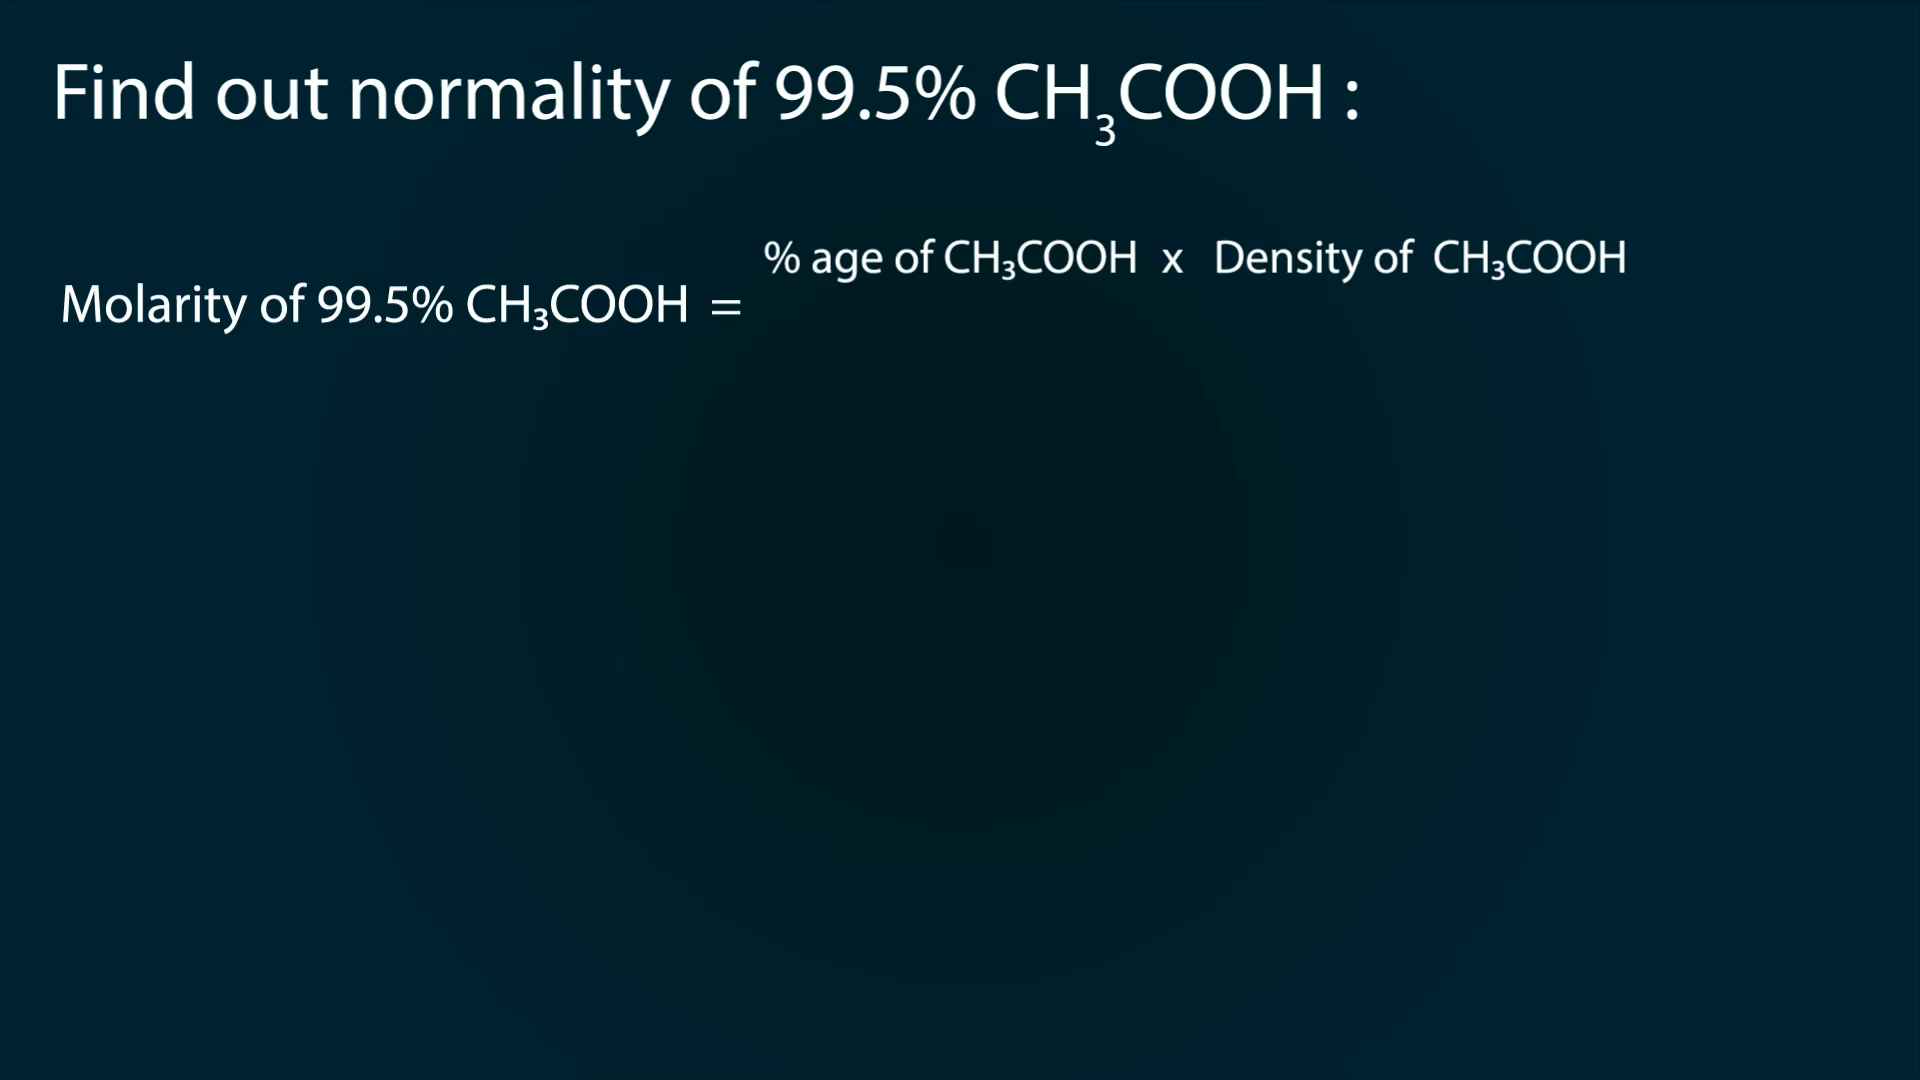 Find out normality of 99.5% CH₃COOH :
% age of CH₃COOH x Density of CH₃COOH
Molarity of 99.5% CH₃COOH =